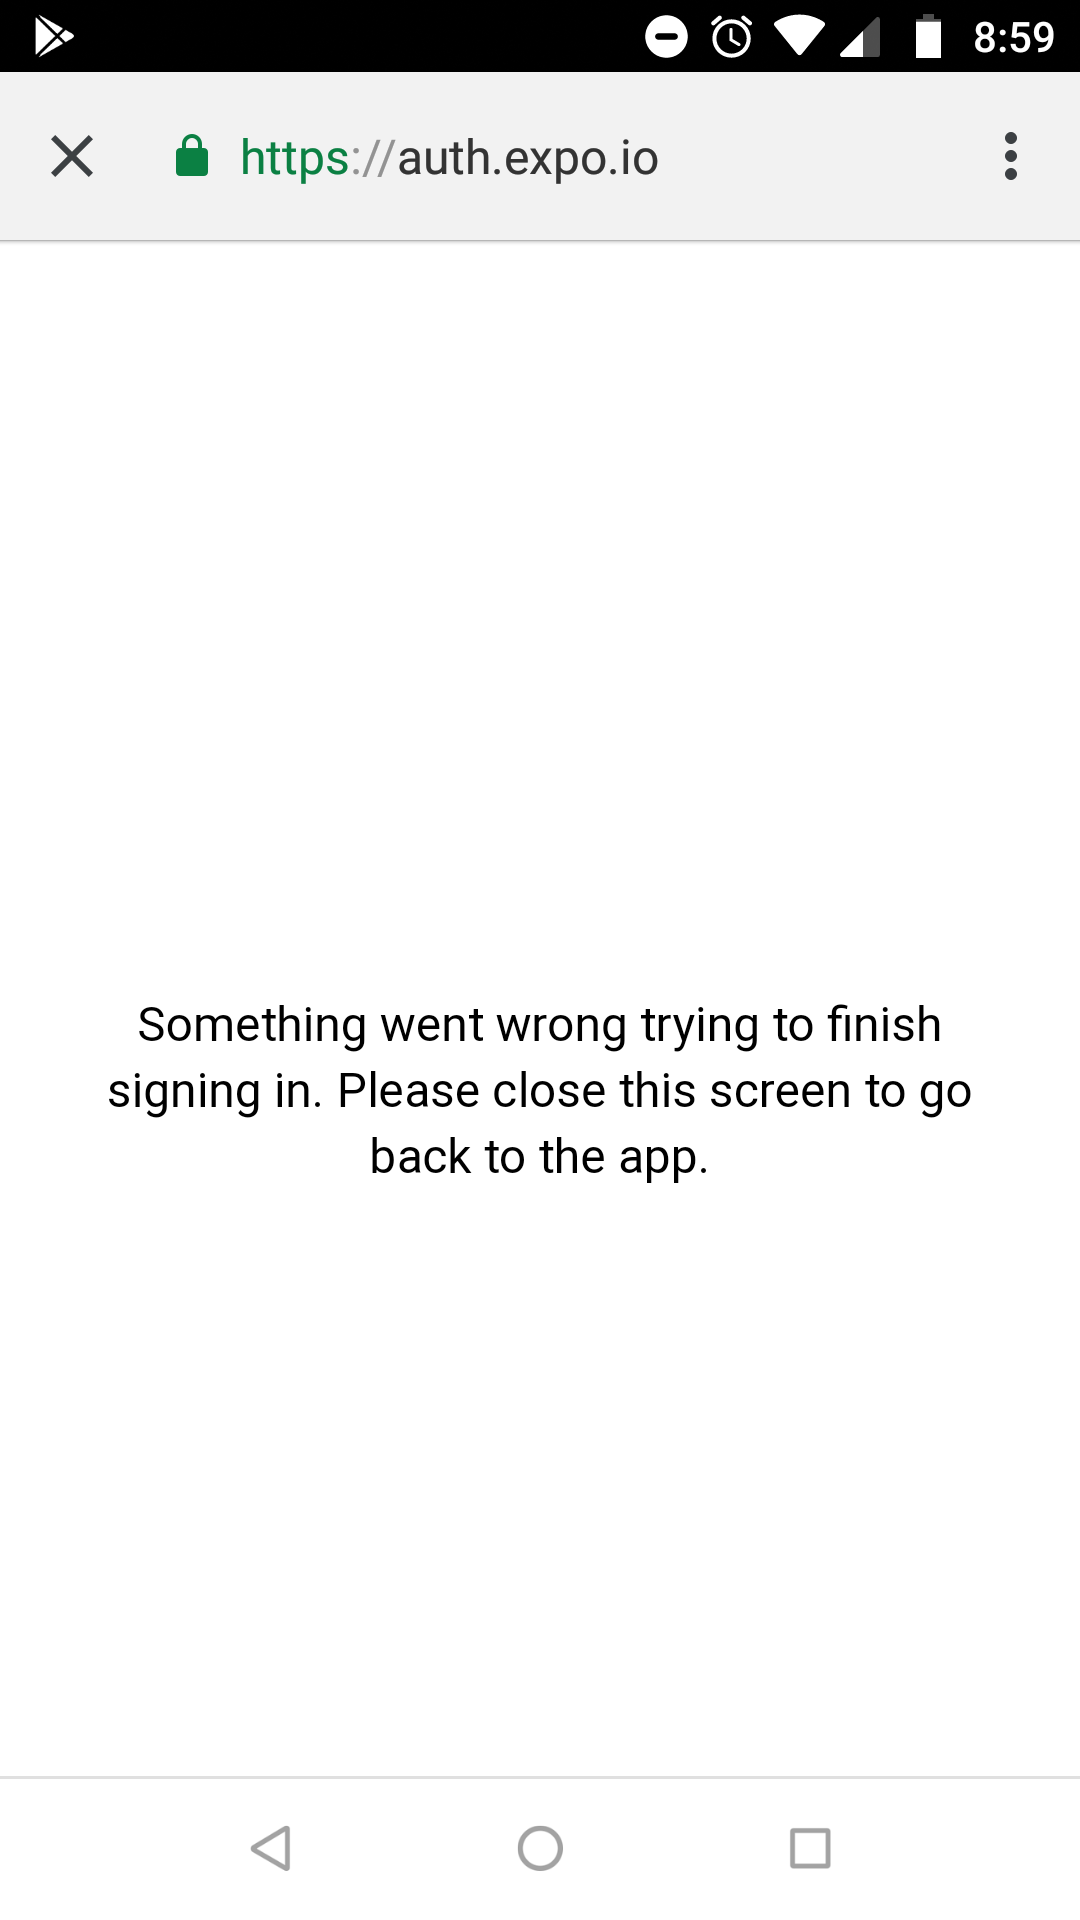 8:59
https://auth.expo.io
Something went wrong trying to finish
signing in. Please close this screen to go
back to the app.